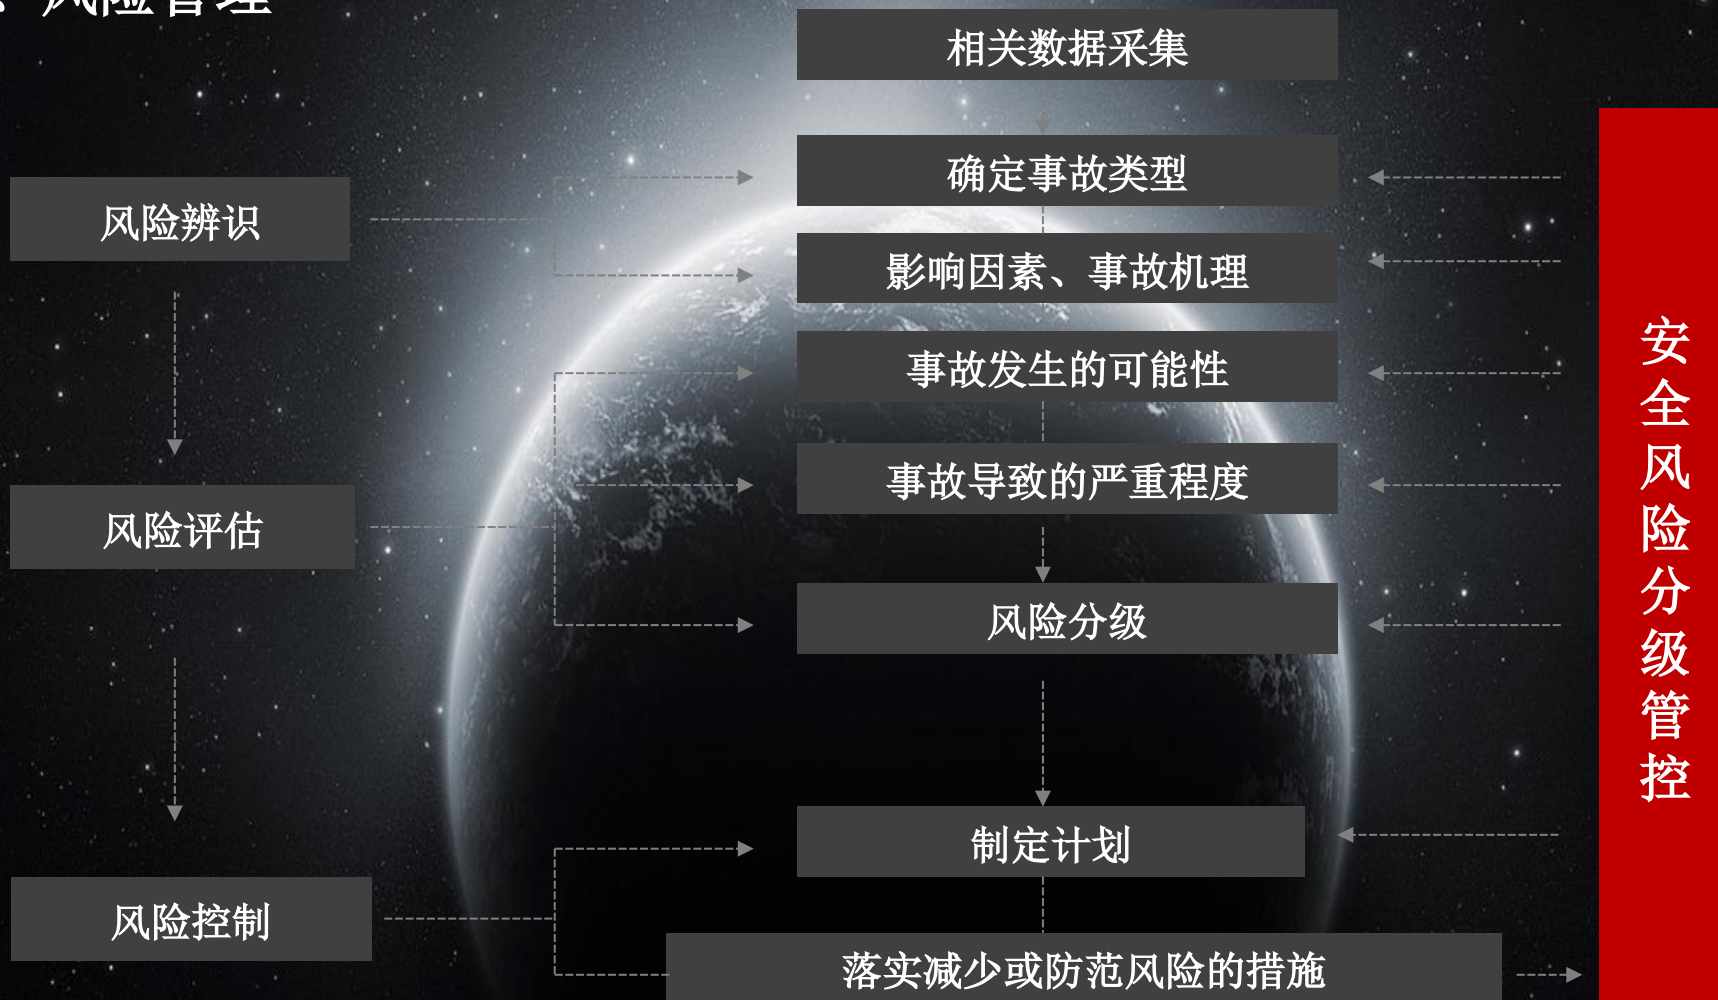 风险管理
相关数据采集
确定事故类型
风险辨识
影响因素、事故机理
事故发生的可能性
事故导致的严重程度
风险评估
风险分级
制定计划
风险控制
落实减少或防范风险的措施
安全风险分级管控